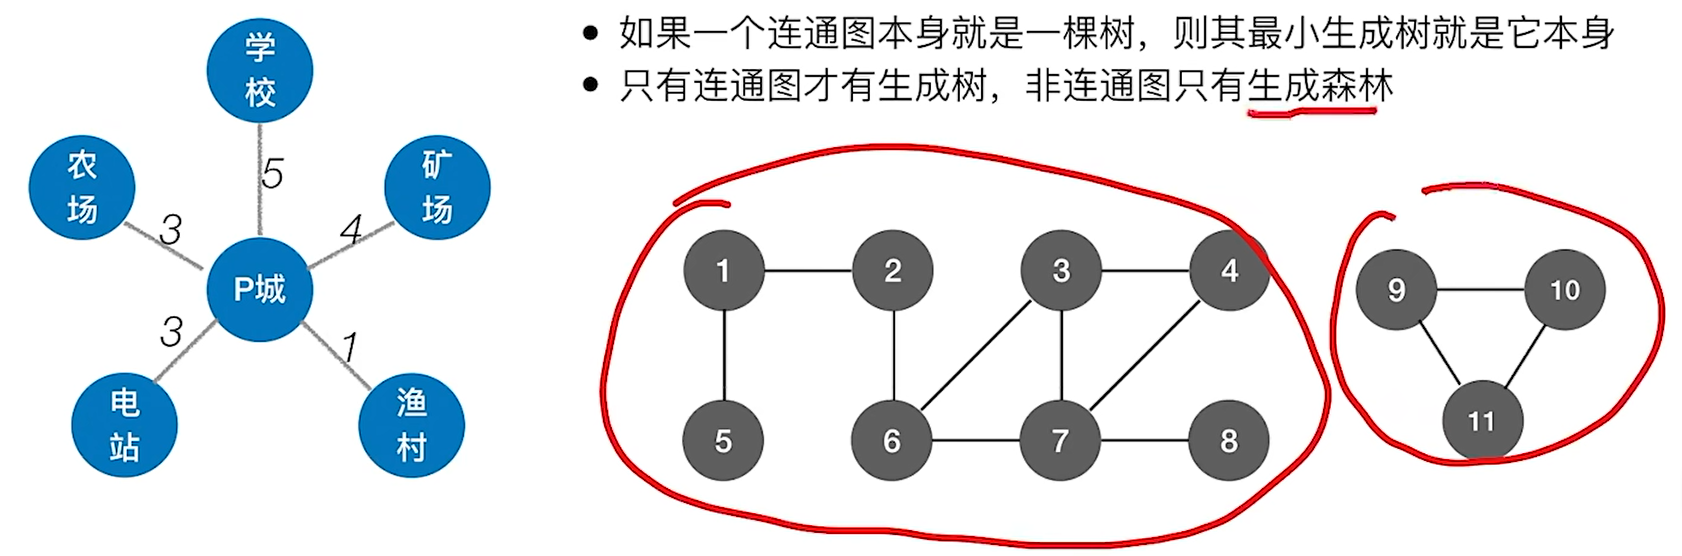 如果一个连通图本身就是一棵树，则其最小生成树就是它本身
只有连通图才有生成树，非连通图只有生成森林
学
校
农
场
矿
场
5
3
4
P城
3
1
电
站
渔
村
1
2
3
4
5
6
7
8
9
10
11